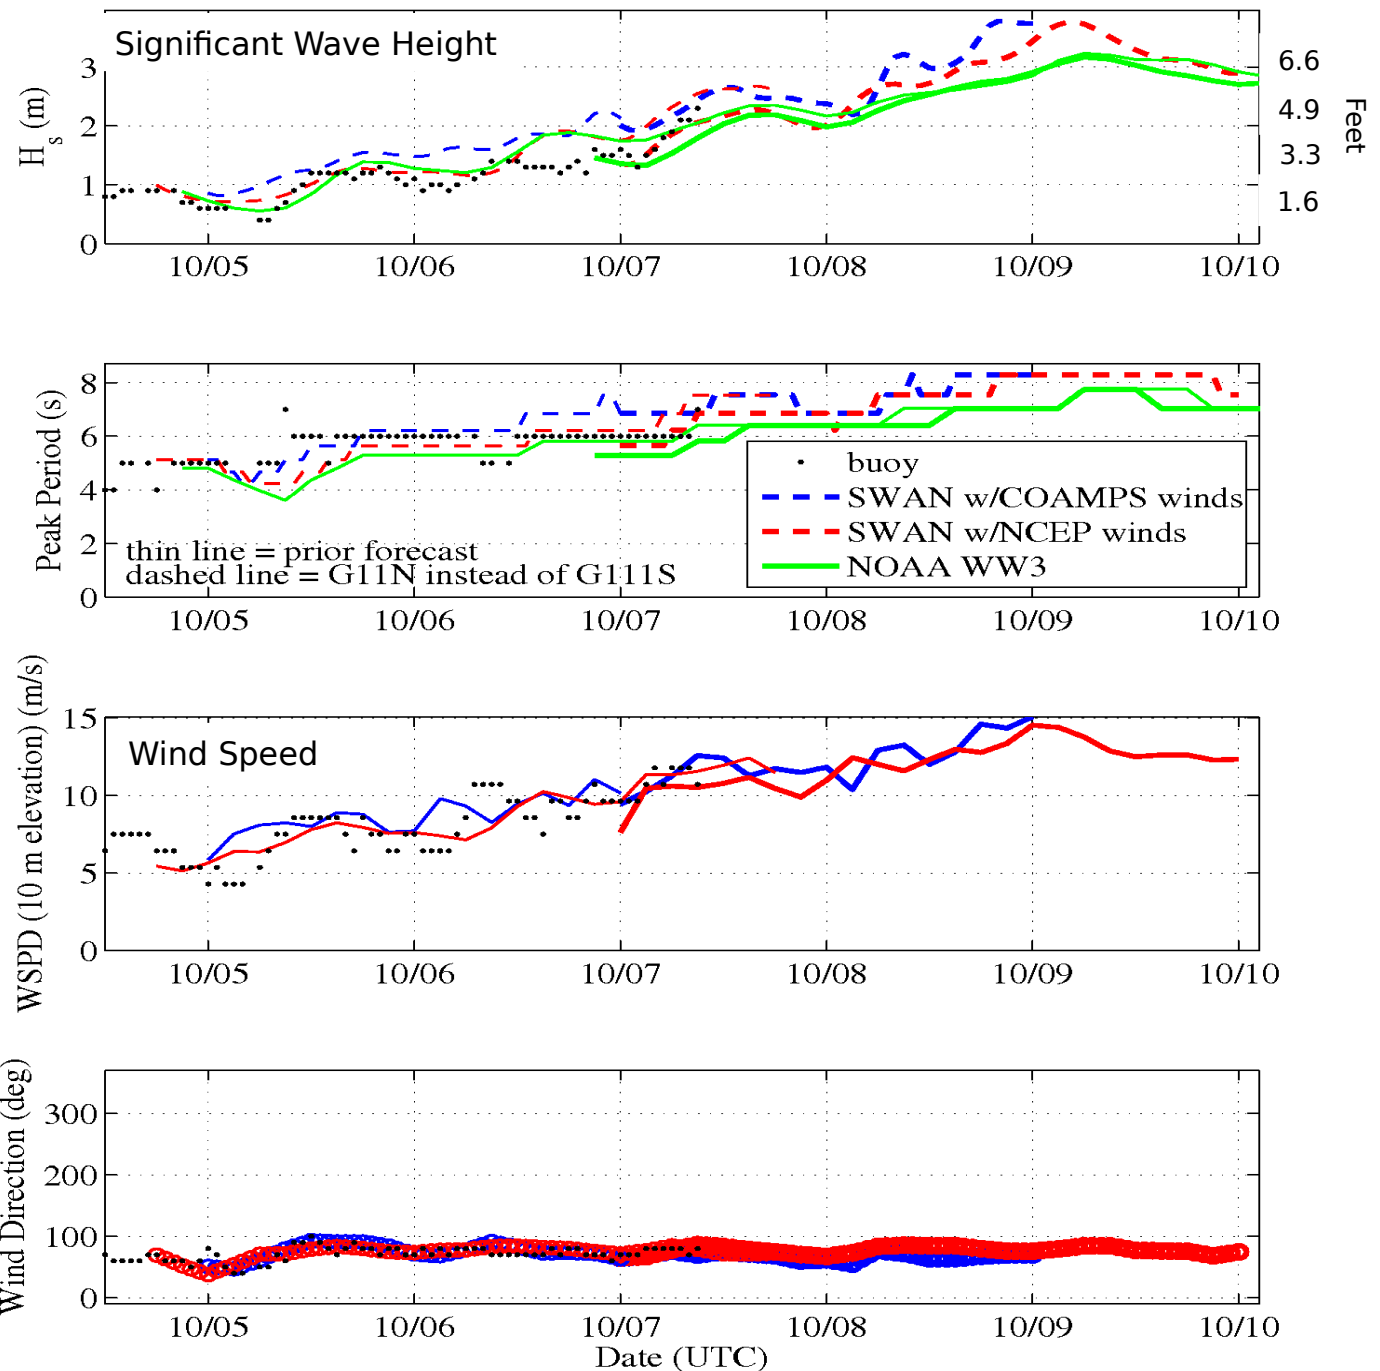 Significant Wave Height
H s (m)
3
2
1
0
6.6
4.9
3.3
1.6
Feet
10/05 10/06 10/07 10/08 10/09 10/10
Peak Period (s)
8
6
4
2
0
buoy
SWAN w/COAMPS winds
SWAN w/NCEP winds
NOAA WW3
thin line = prior forecast
dashed line = G11N instead of G111S
10/05 10/06 10/07 10/08 10/09 10/10
WSPD (10 m elevation) (m/s)
15
10
5
0
Wind Speed
10/05 10/06 10/07 10/08 10/09 10/10
Wind Direction (deg)
300
200
100
0
10/05 10/06 10/07 10/08 10/09 10/10
Date (UTC)